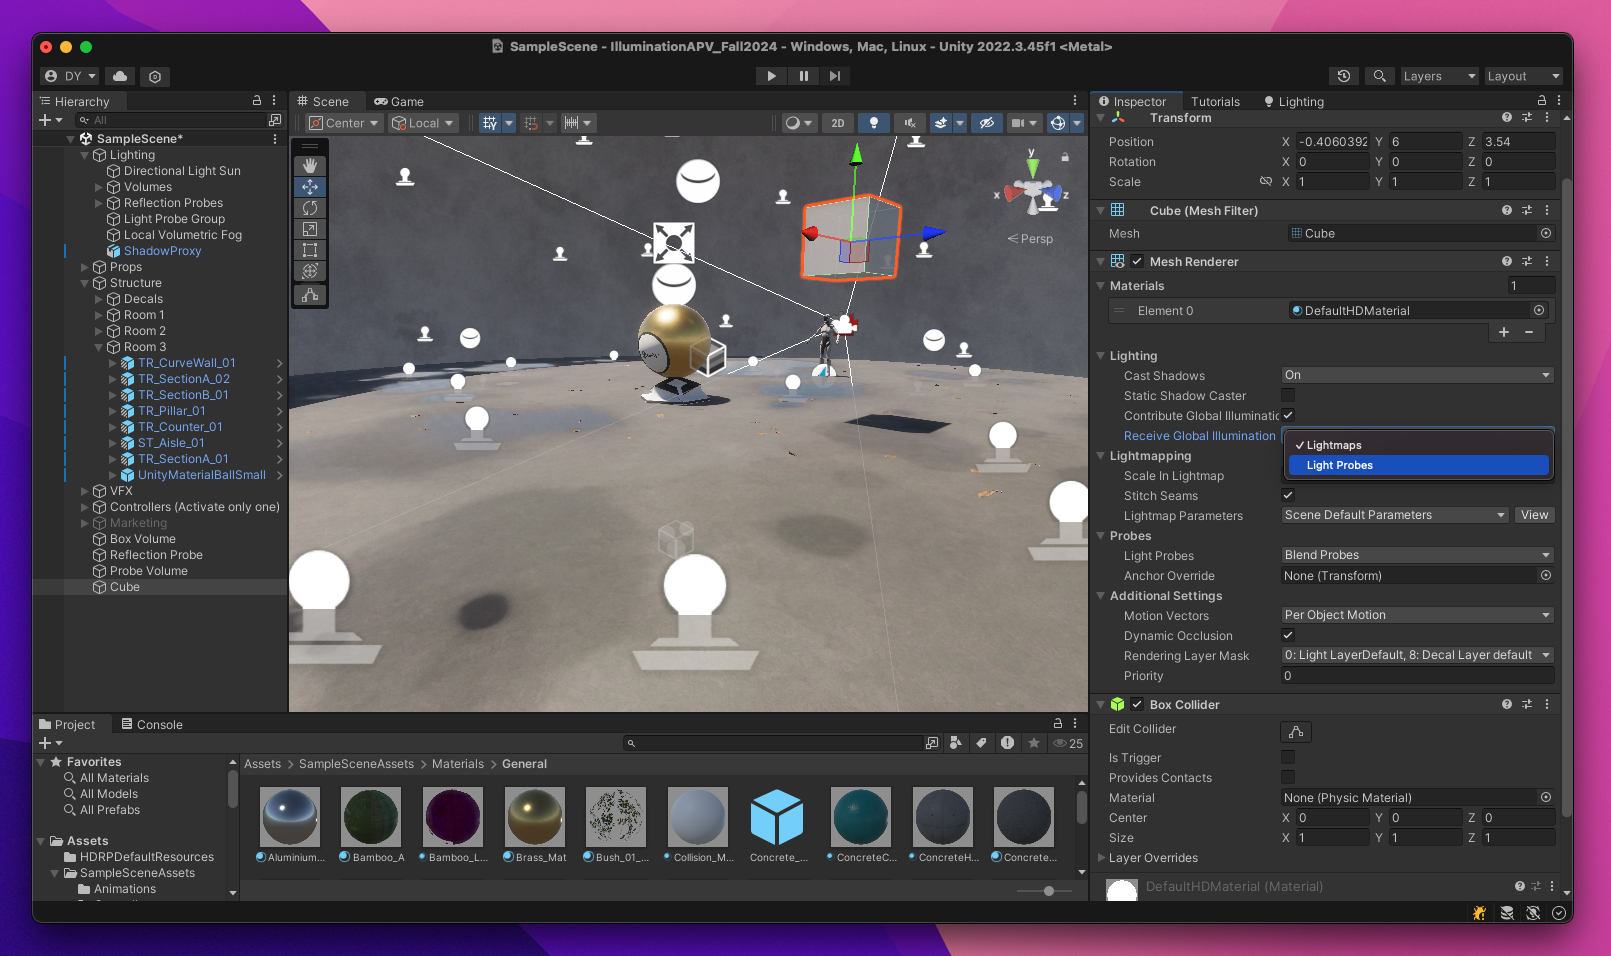 SampleScene - IlluminationAPV_Fall2024 - Windows, Mac, Linux - Unity 2022.3.45f1 <Metal>
DY
Layers
Layout
Hierarchy
All
SampleScene*
Lighting
Directional Light Sun
Volumes
Reflection Probes
Light Probe Group
Local Volumetric Fog
ShadowProxy
Props
Structure
Decals
Room 1
Room 2
Room 3
TR_CurveWall_01
TR_SectionA_02
TR_SectionB_01
TR_Pillar_01
TR_Counter_01
ST_Aisle_01
TR_SectionA_01
UnityMaterialBallSmall
VFX
Controllers (Activate only one)
Marketing
Box Volume
Reflection Probe
Probe Volume
Cube
Scene
Game
Center
Local
2D
y
x
z
Persp
Inspector
Tutorials
Lighting
Transform
Position X -0.4060392 Y 6 Z 3.54
Rotation X 0 Y 0 Z 0
Scale X 1 Y 1 Z 1
Cube (Mesh Filter)
Mesh Cube
Mesh Renderer
Materials 1
Element 0 DefaultHDMaterial
Lighting
Cast Shadows On
Static Shadow Caster
Contribute Global Illuminatic
Receive Global Illumination
Lightmaps
Light Probes
Lightmapping
Scale In Lightmap
Stitch Seams
Lightmap Parameters Scene Default Parameters View
Probes
Light Probes Blend Probes
Anchor Override None (Transform)
Additional Settings
Motion Vectors Per Object Motion
Dynamic Occlusion
Rendering Layer Mask 0: Light LayerDefault, 8: Decal Layer default
Priority 0
Box Collider
Edit Collider
Is Trigger
Provides Contacts
Material None (Physic Material)
Center X 0 Y 0 Z 0
Size X 1 Y 1 Z 1
Layer Overrides
DefaultHDMaterial (Material)
Project
Console
25
Favorites
All Materials
All Models
All Prefabs
Assets
HDRPDefaultResources
SampleSceneAssets
Animations
Assets > SampleSceneAssets > Materials > General
Aluminium...
Bamboo_A
Bamboo_L...
Brass_Mat
Bush_01_...
Collision_M...
Concrete_...
ConcreteC...
ConcreteH...
Concrete...